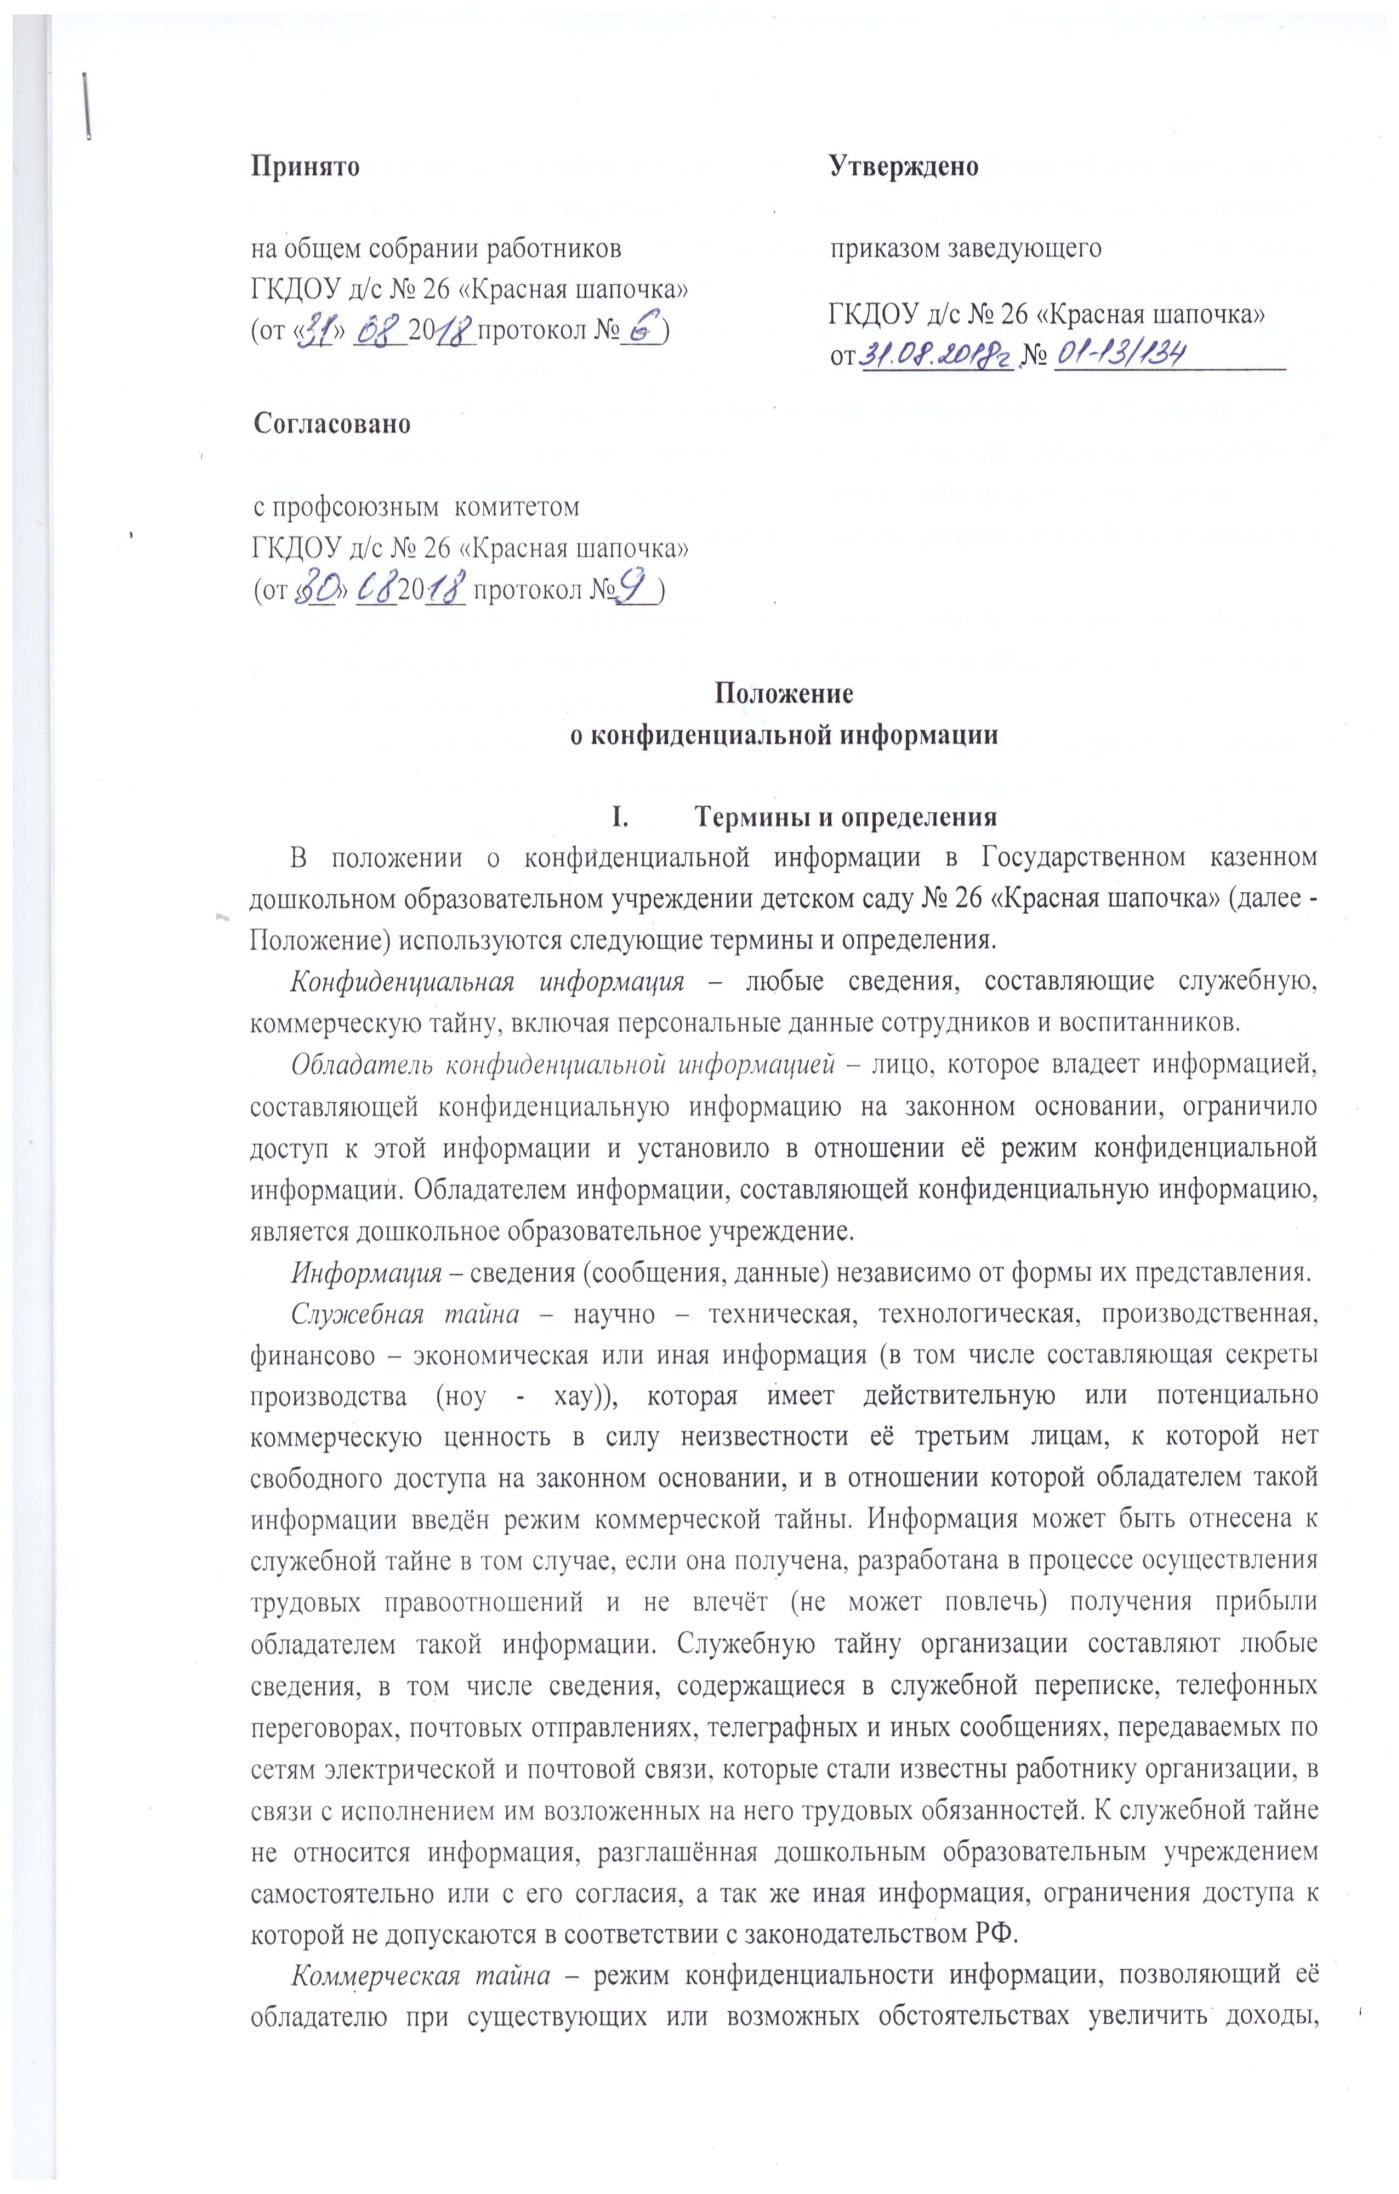 Принято
на общем собрании работников
ГКДОУ д/с № 26 «Красная шапочка»
(от «31» 08 2018 протокол № 6)
Утверждено
приказом заведующего
ГКДОУ д/с № 26 «Красная шапочка»
от 31.08.2018г № 01-13/134
Согласовано
с профсоюзным комитетом
ГКДОУ д/с № 26 «Красная шапочка»
(от «30» 08 2018 протокол № 9)
Положение
о конфиденциальной информации
I. Термины и определения
В положении о конфиденциальной информации в Государственном казенном
дошкольном образовательном учреждении детском саду № 26 «Красная шапочка» (далее -
Положение) используются следующие термины и определения.
Конфиденциальная информация – любые сведения, составляющие служебную,
коммерческую тайну, включая персональные данные сотрудников и воспитанников.
Обладатель конфиденциальной информацией – лицо, которое владеет информацией,
составляющей конфиденциальную информацию на законном основании, ограничило
доступ к этой информации и установило в отношении её режим конфиденциальной
информации. Обладателем информации, составляющей конфиденциальную информацию,
является дошкольное образовательное учреждение.
Информация – сведения (сообщения, данные) независимо от формы их представления.
Служебная тайна – научно – техническая, технологическая, производственная,
финансово – экономическая или иная информация (в том числе составляющая секреты
производства (ноу - хау)), которая имеет действительную или потенциально
коммерческую ценность в силу неизвестности её третьим лицам, к которой нет
свободного доступа на законном основании, и в отношении которой обладателем такой
информации введён режим коммерческой тайны. Информация может быть отнесена к
служебной тайне в том случае, если она получена, разработана в процессе осуществления
трудовых правоотношений и не влечёт (не может повлечь) получения прибыли
обладателем такой информации. Служебную тайну организации составляют любые
сведения, в том числе сведения, содержащиеся в служебной переписке, телефонных
переговорах, почтовых отправлениях, телеграфных и иных сообщениях, передаваемых по
сетям электрической и почтовой связи, которые стали известны работнику организации, в
связи с исполнением им возложенных на него трудовых обязанностей. К служебной тайне
не относится информация, разглашённая дошкольным образовательным учреждением
самостоятельно или с его согласия, а так же иная информация, ограничения доступа к
которой не допускаются в соответствии с законодательством РФ.
Коммерческая тайна – режим конфиденциальности информации, позволяющий её
обладателю при существующих или возможных обстоятельствах увеличить доходы,